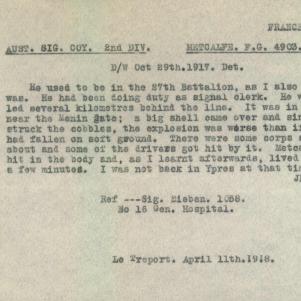 FRANCE
AUST. SIG. COY. 2nd DIV. METCALFE. F.G. 4903.
D/W Oct 29th.1917. Det.
He used to be in the 27th Battalion, as I also
was. He had been doing duty as signal clerk. He w
led several kilometres behind the line. It was in
near the Menin Gate; a big shell came over and sin
struck the cobbles, the explosion was worse than i
had fallen on soft ground. There were some corps w
about and some of the drivers got hit by it. Metca
hit in the body and, as I learnt afterwards, lived
a few minutes. I was not back in Ypres at that ti
Ref ---Sig. Bieban. 1058.
No 16 Gen. Hospital.
Le Treport. April 11th.1918.